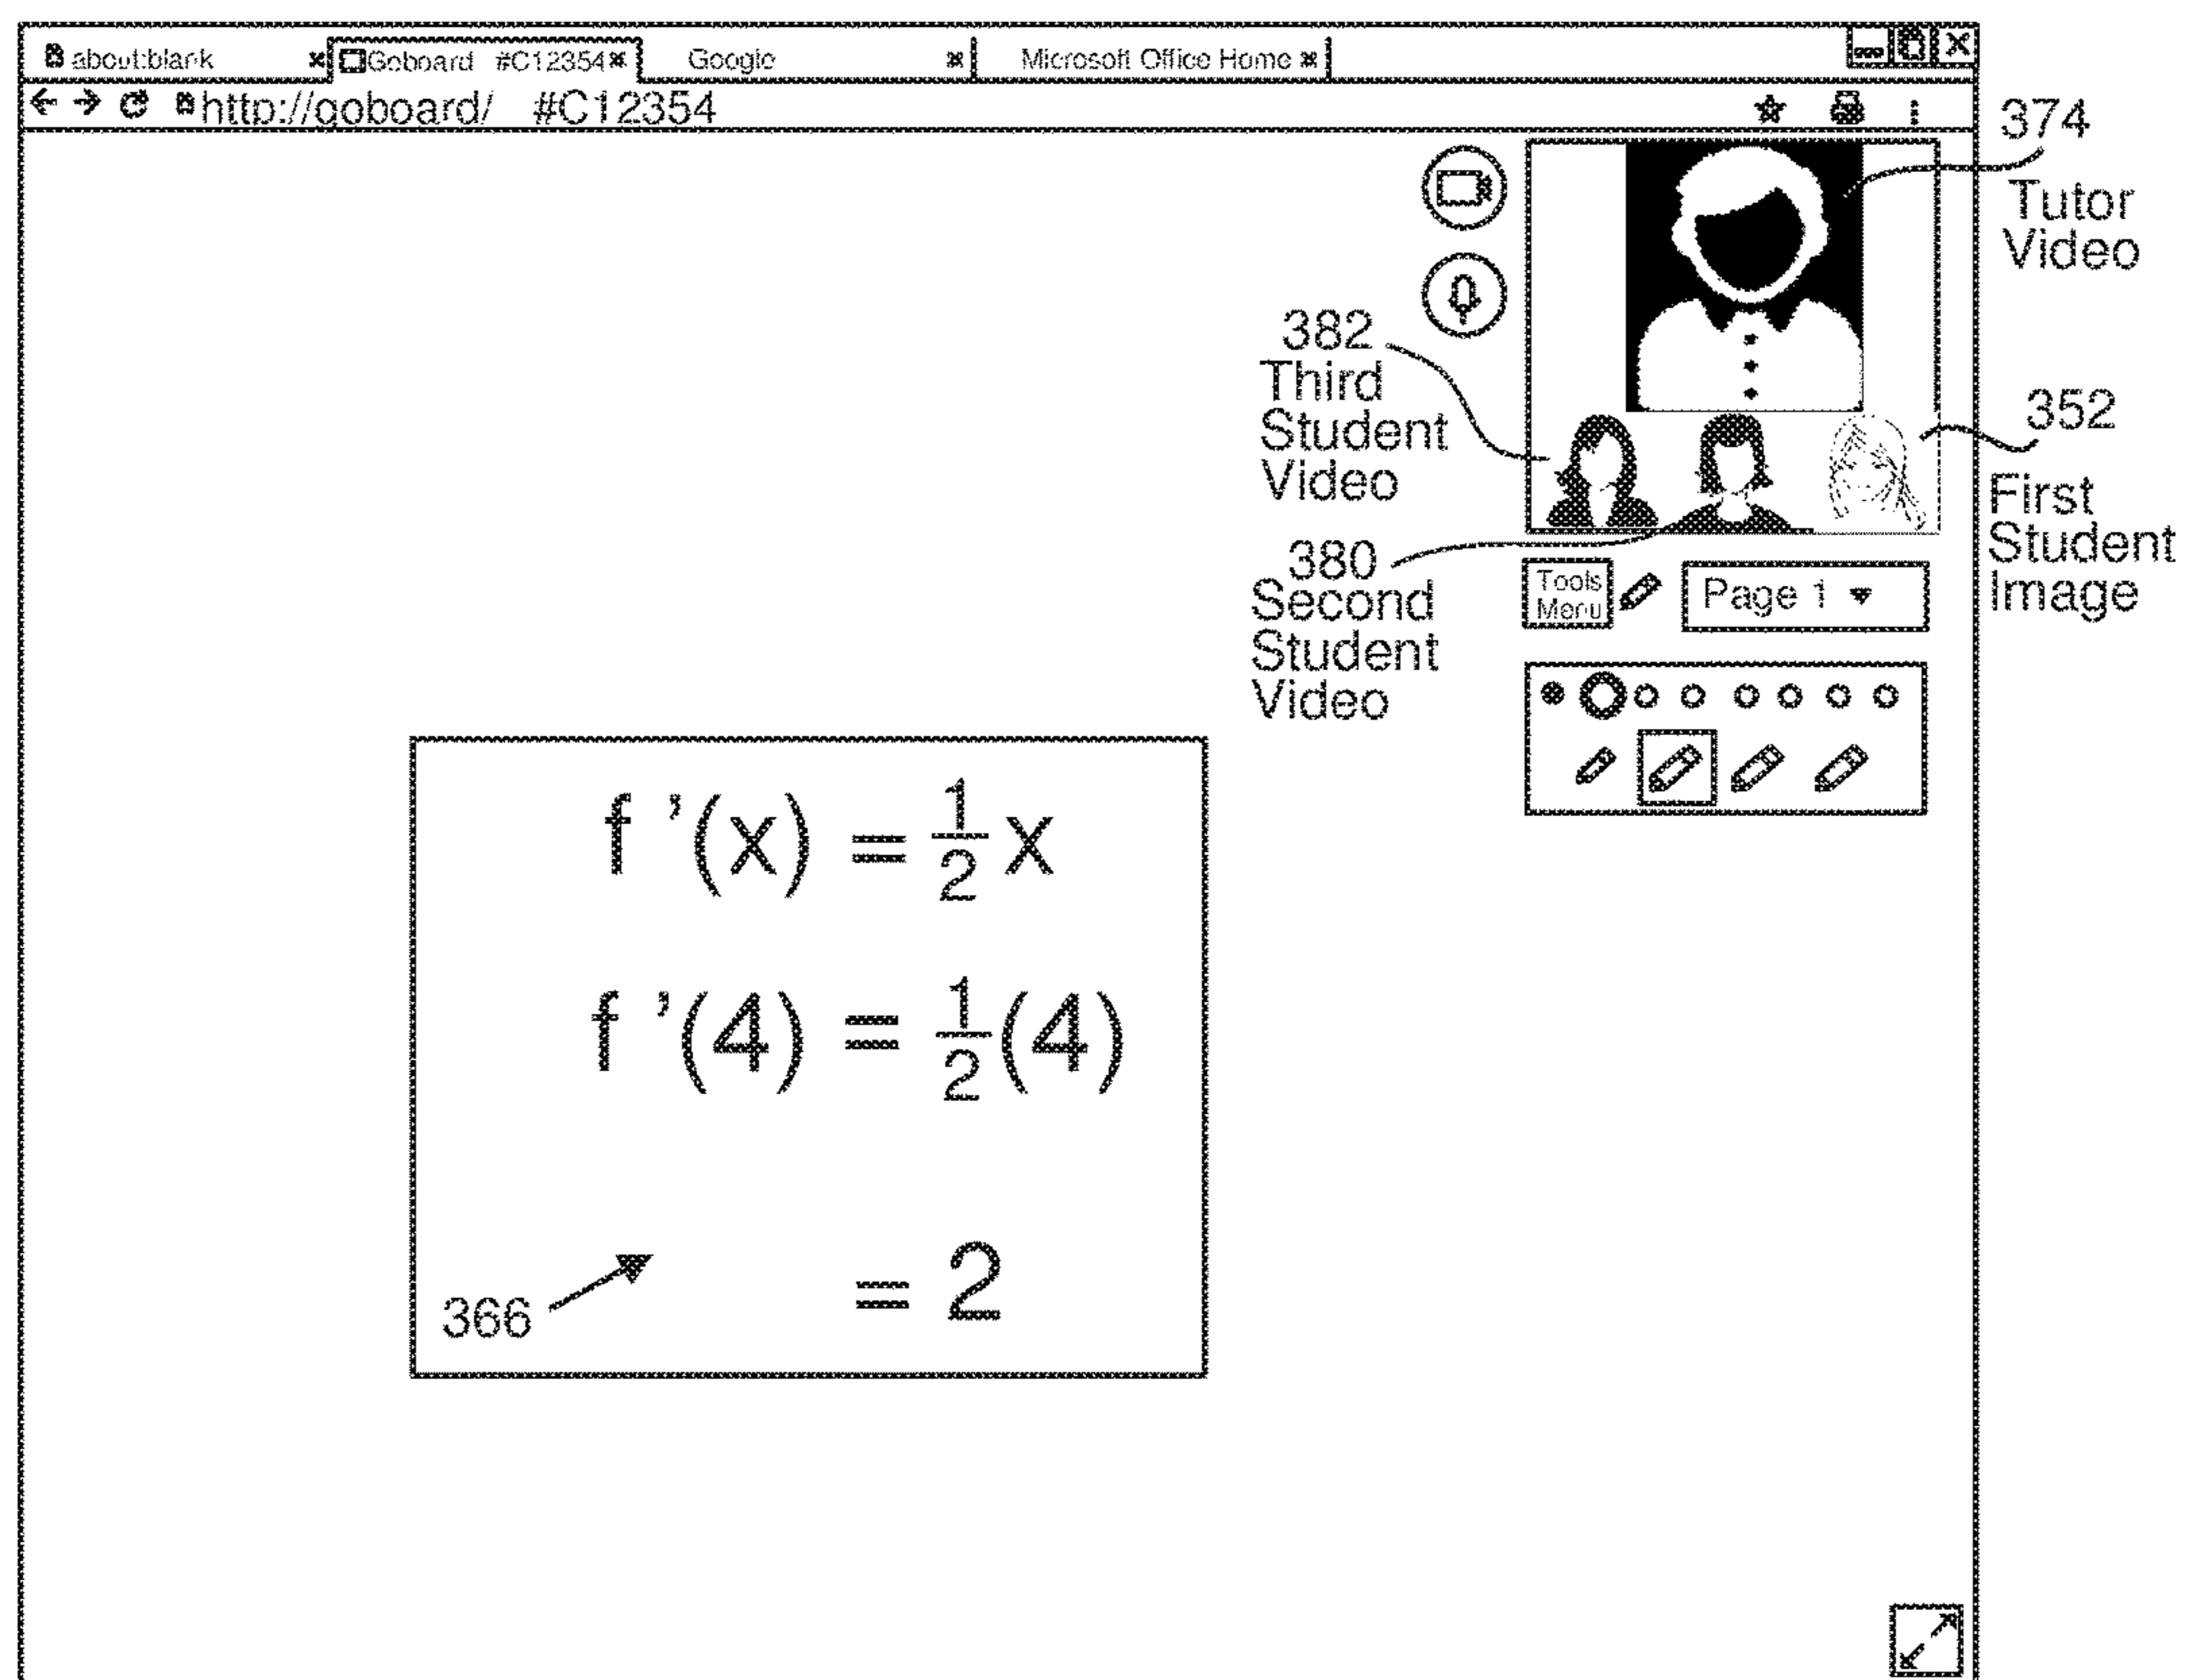 about:blank
Goboard #C12354
Google
Microsoft Office Home
http://goboard/ #C12354
374
Tutor
Video
382
Third
Student
Video
352
First
Student
Image
380
Second
Student
Video
Tools
Menu
Page 1
f '(x) = 1/2 x
f '(4) = 1/2 (4)
= 2
366